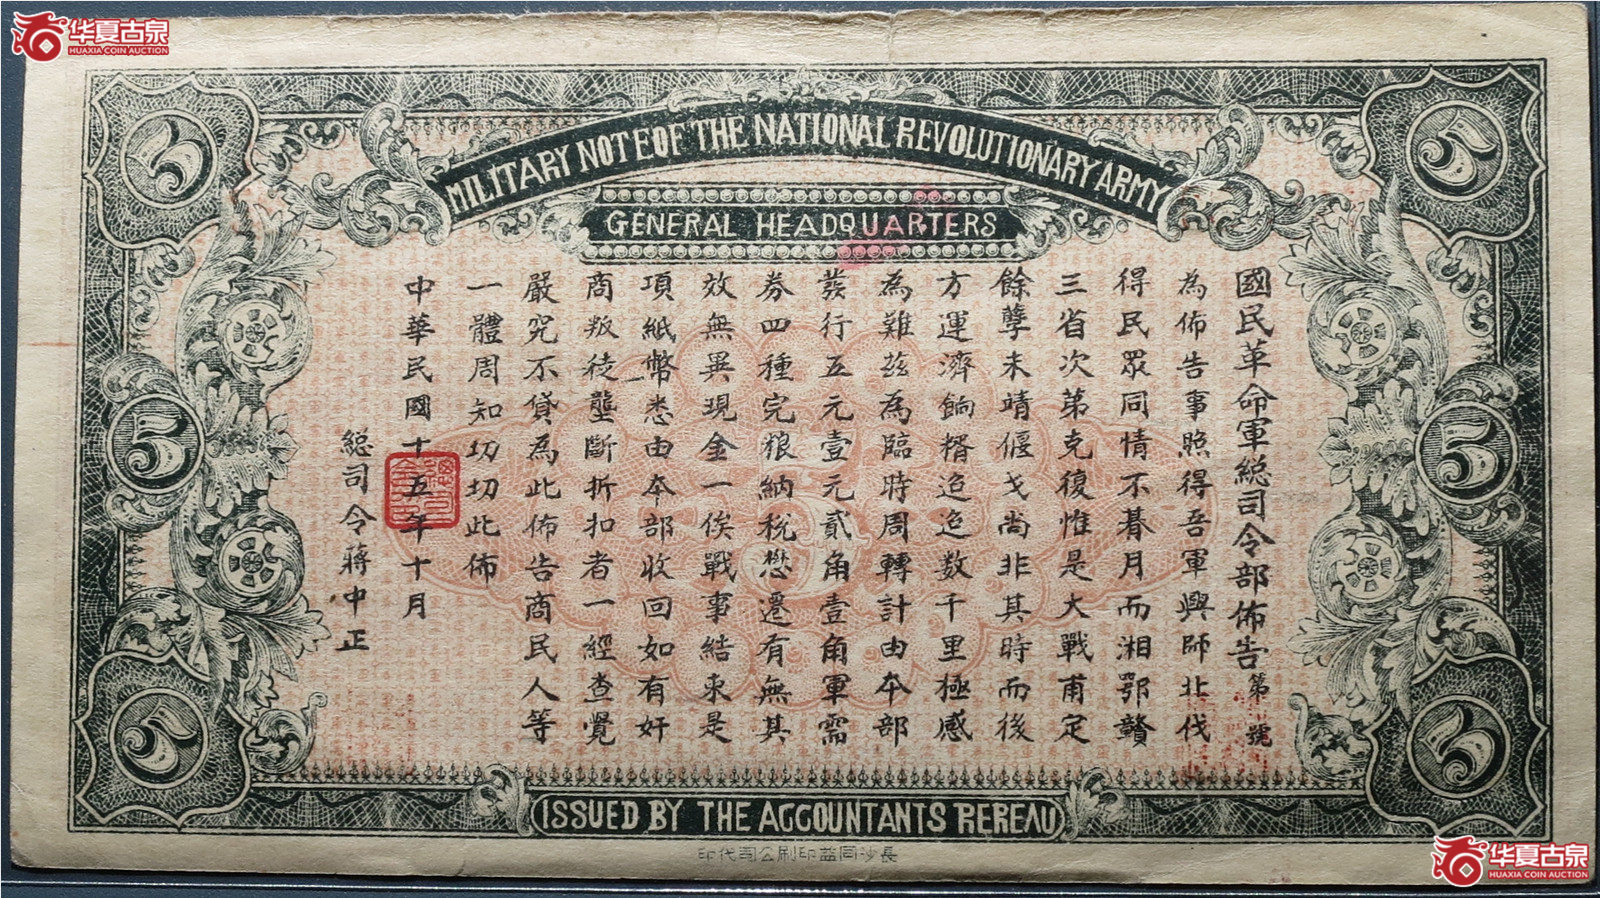 华夏古泉
HUAXIA COIN AUCTION
5
5
MILITARY NOTE OF THE NATIONAL REVOLUTIONARY ARMY
GENERAL HEADQUARTERS
國民革命軍總司令部佈告第 號
為佈告事照得吾軍興師北伐
得民眾同情不暮月而湘鄂贛
三省次第克復惟是大戰甫定
餘孽未靖偃戈尚非其時而後
方運濟餉糈迢迢数千里極感
為難茲為臨時周轉計由本部
發行五元壹元貳角壹角軍需
券四種完粮納稅懋遷有無其
效無異現金一俟戰事結束是
項紙幣悉由本部收回如有奸
商叛徒壟斷折扣者一經查覺
嚴究不貸為此佈告商民人等
一體周知切切此佈
中華民國十五年十月
總司令蔣中正
5
5
5
5
5
ISSUED BY THE ACCOUNTANTS REREAU
長沙同益印刷公司代印
华夏古泉
HUAXIA COIN AUCTION